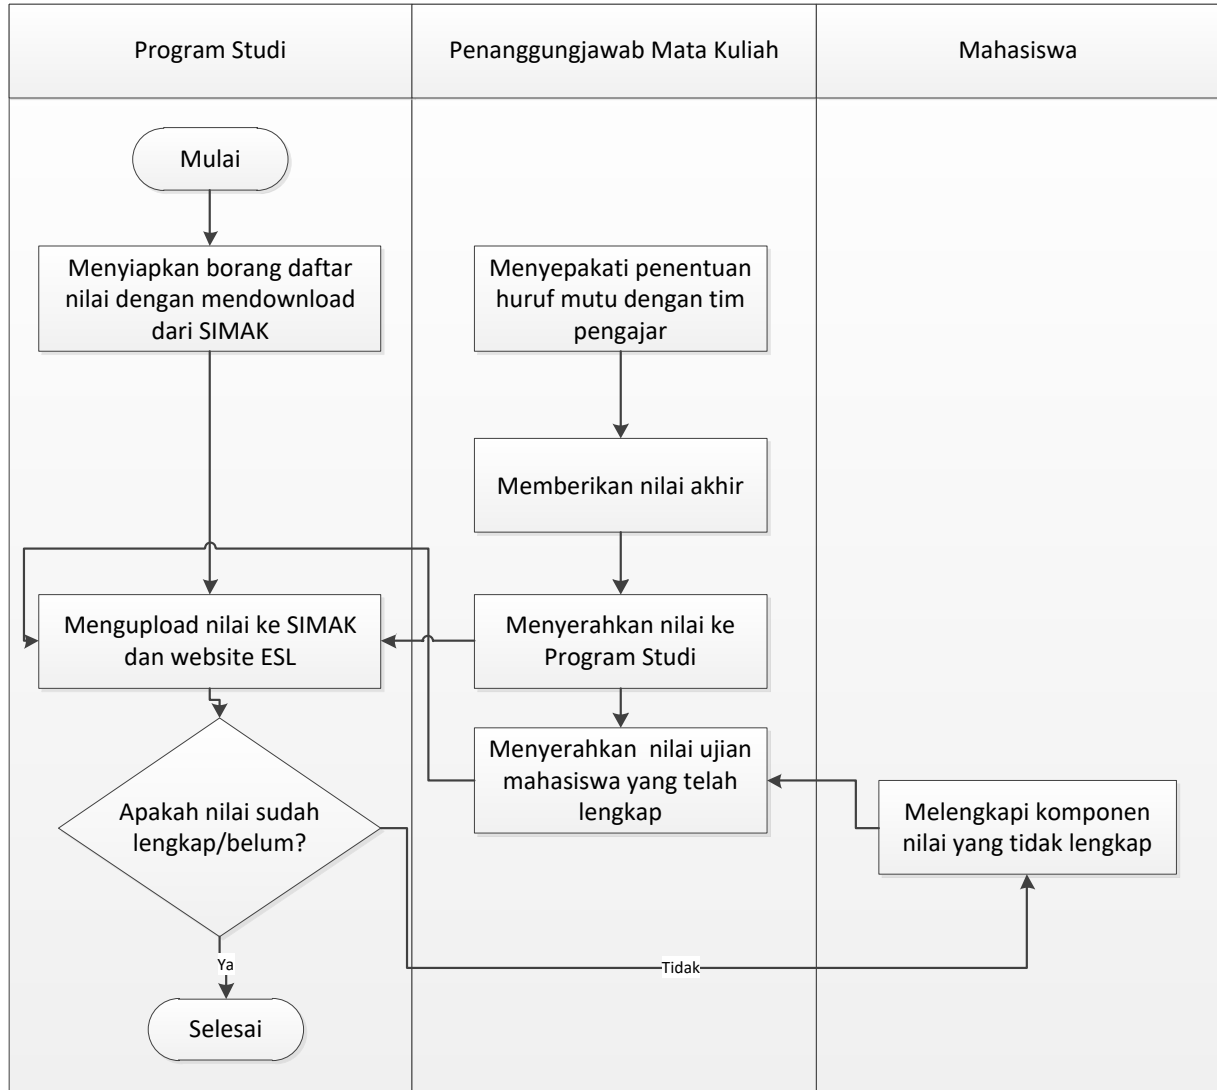 Program Studi
Penanggungjawab Mata Kuliah
Mahasiswa
Mulai
Menyiapkan borang daftar
nilai dengan mendownload
dari SIMAK
Menyepakati penentuan
huruf mutu dengan tim
pengajar
Memberikan nilai akhir
Mengupload nilai ke SIMAK
dan website ESL
Menyerahkan nilai ke
Program Studi
Menyerahkan  nilai ujian
mahasiswa yang telah
lengkap
Apakah nilai sudah
lengkap/belum?
Melengkapi komponen
nilai yang tidak lengkap
Ya
Tidak
Selesai